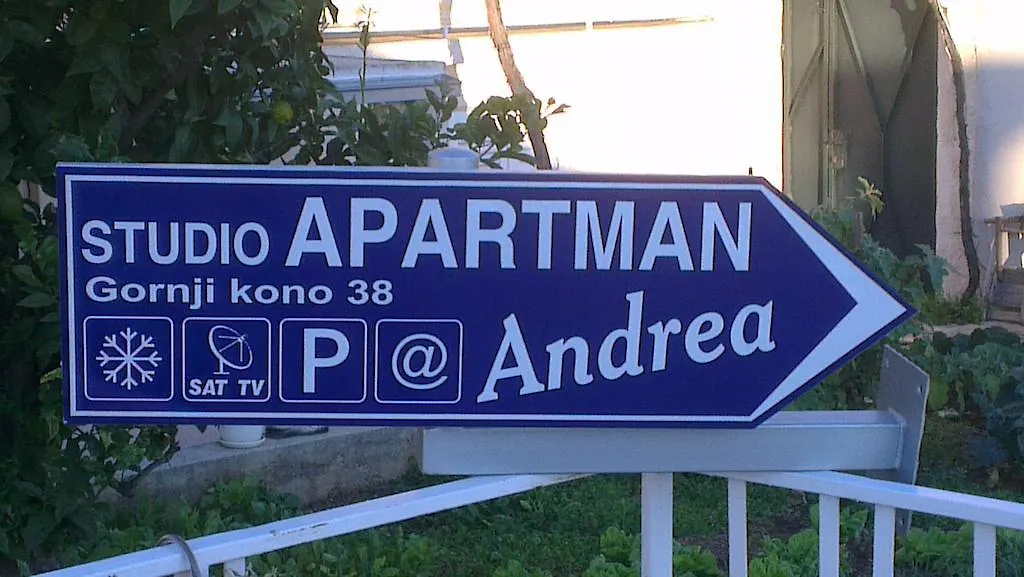 STUDIO APARTMAN
Gornji kono 38
SAT TV P @
Andrea